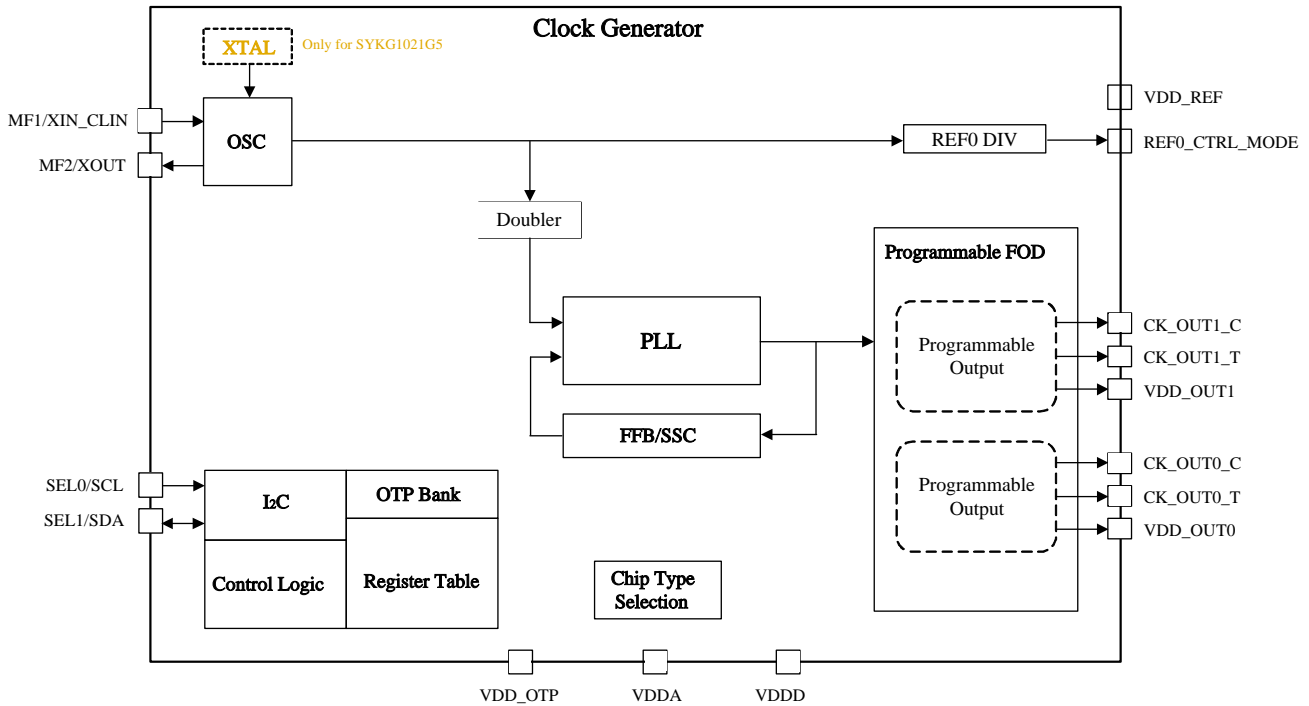 Clock Generator
XTAL
Only for SYKG1021G5
MF1/XIN_CLIN
MF2/XOUT
OSC
REF0 DIV
VDD_REF
REF0_CTRL_MODE
Doubler
PLL
FFB/SSC
Programmable FOD
Programmable
Output
CK_OUT1_C
CK_OUT1_T
VDD_OUT1
Programmable
Output
CK_OUT0_C
CK_OUT0_T
VDD_OUT0
SEL0/SCL
SEL1/SDA
I2C
OTP Bank
Control Logic
Register Table
Chip Type
Selection
VDD_OTP
VDDA
VDDD